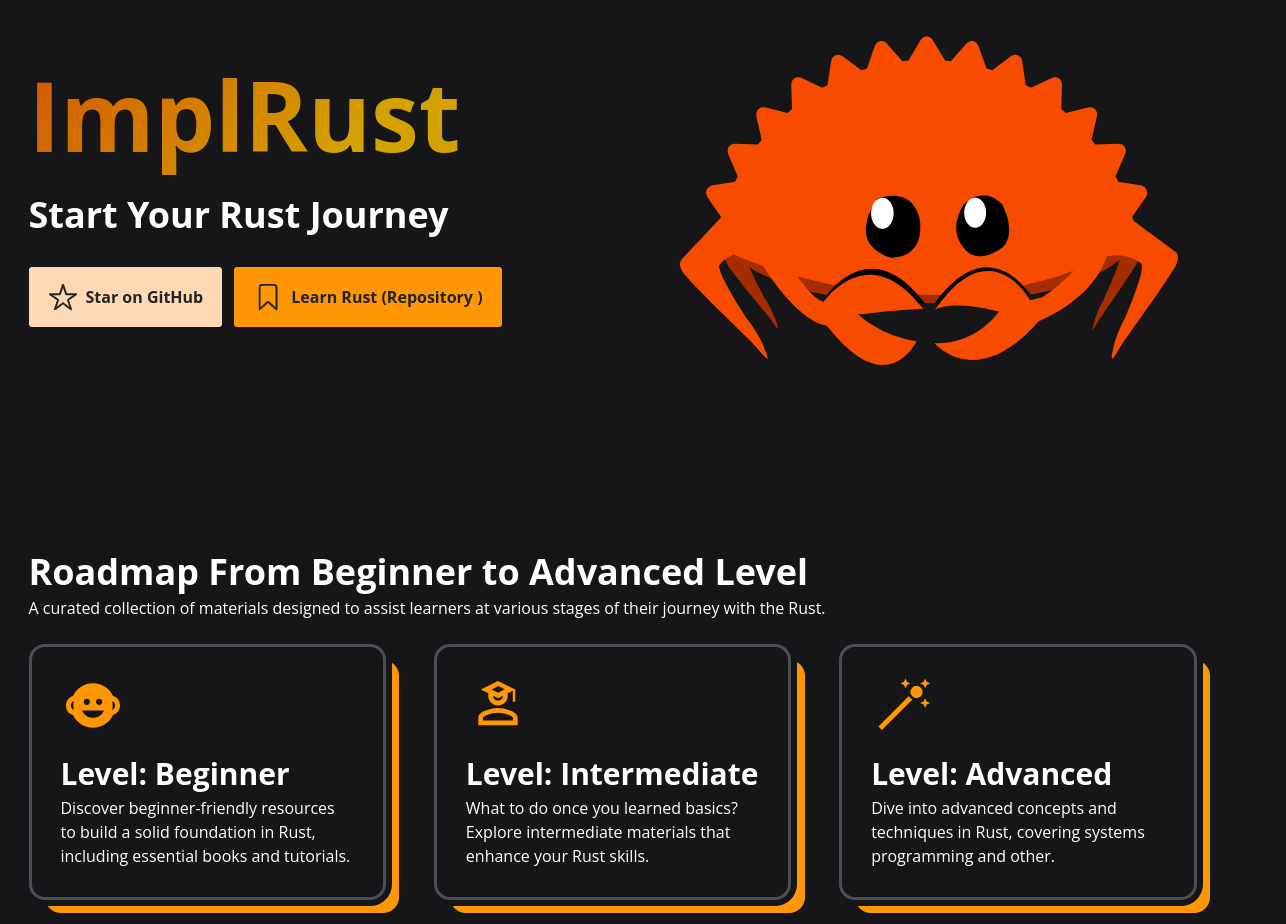 ImplRust
Start Your Rust Journey
Star on GitHub
Learn Rust (Repository )
Roadmap From Beginner to Advanced Level
A curated collection of materials designed to assist learners at various stages of their journey with the Rust.
Level: Beginner
Discover beginner-friendly resources
to build a solid foundation in Rust,
including essential books and tutorials.
Level: Intermediate
What to do once you learned basics?
Explore intermediate materials that
enhance your Rust skills.
Level: Advanced
Dive into advanced concepts and
techniques in Rust, covering systems
programming and other.